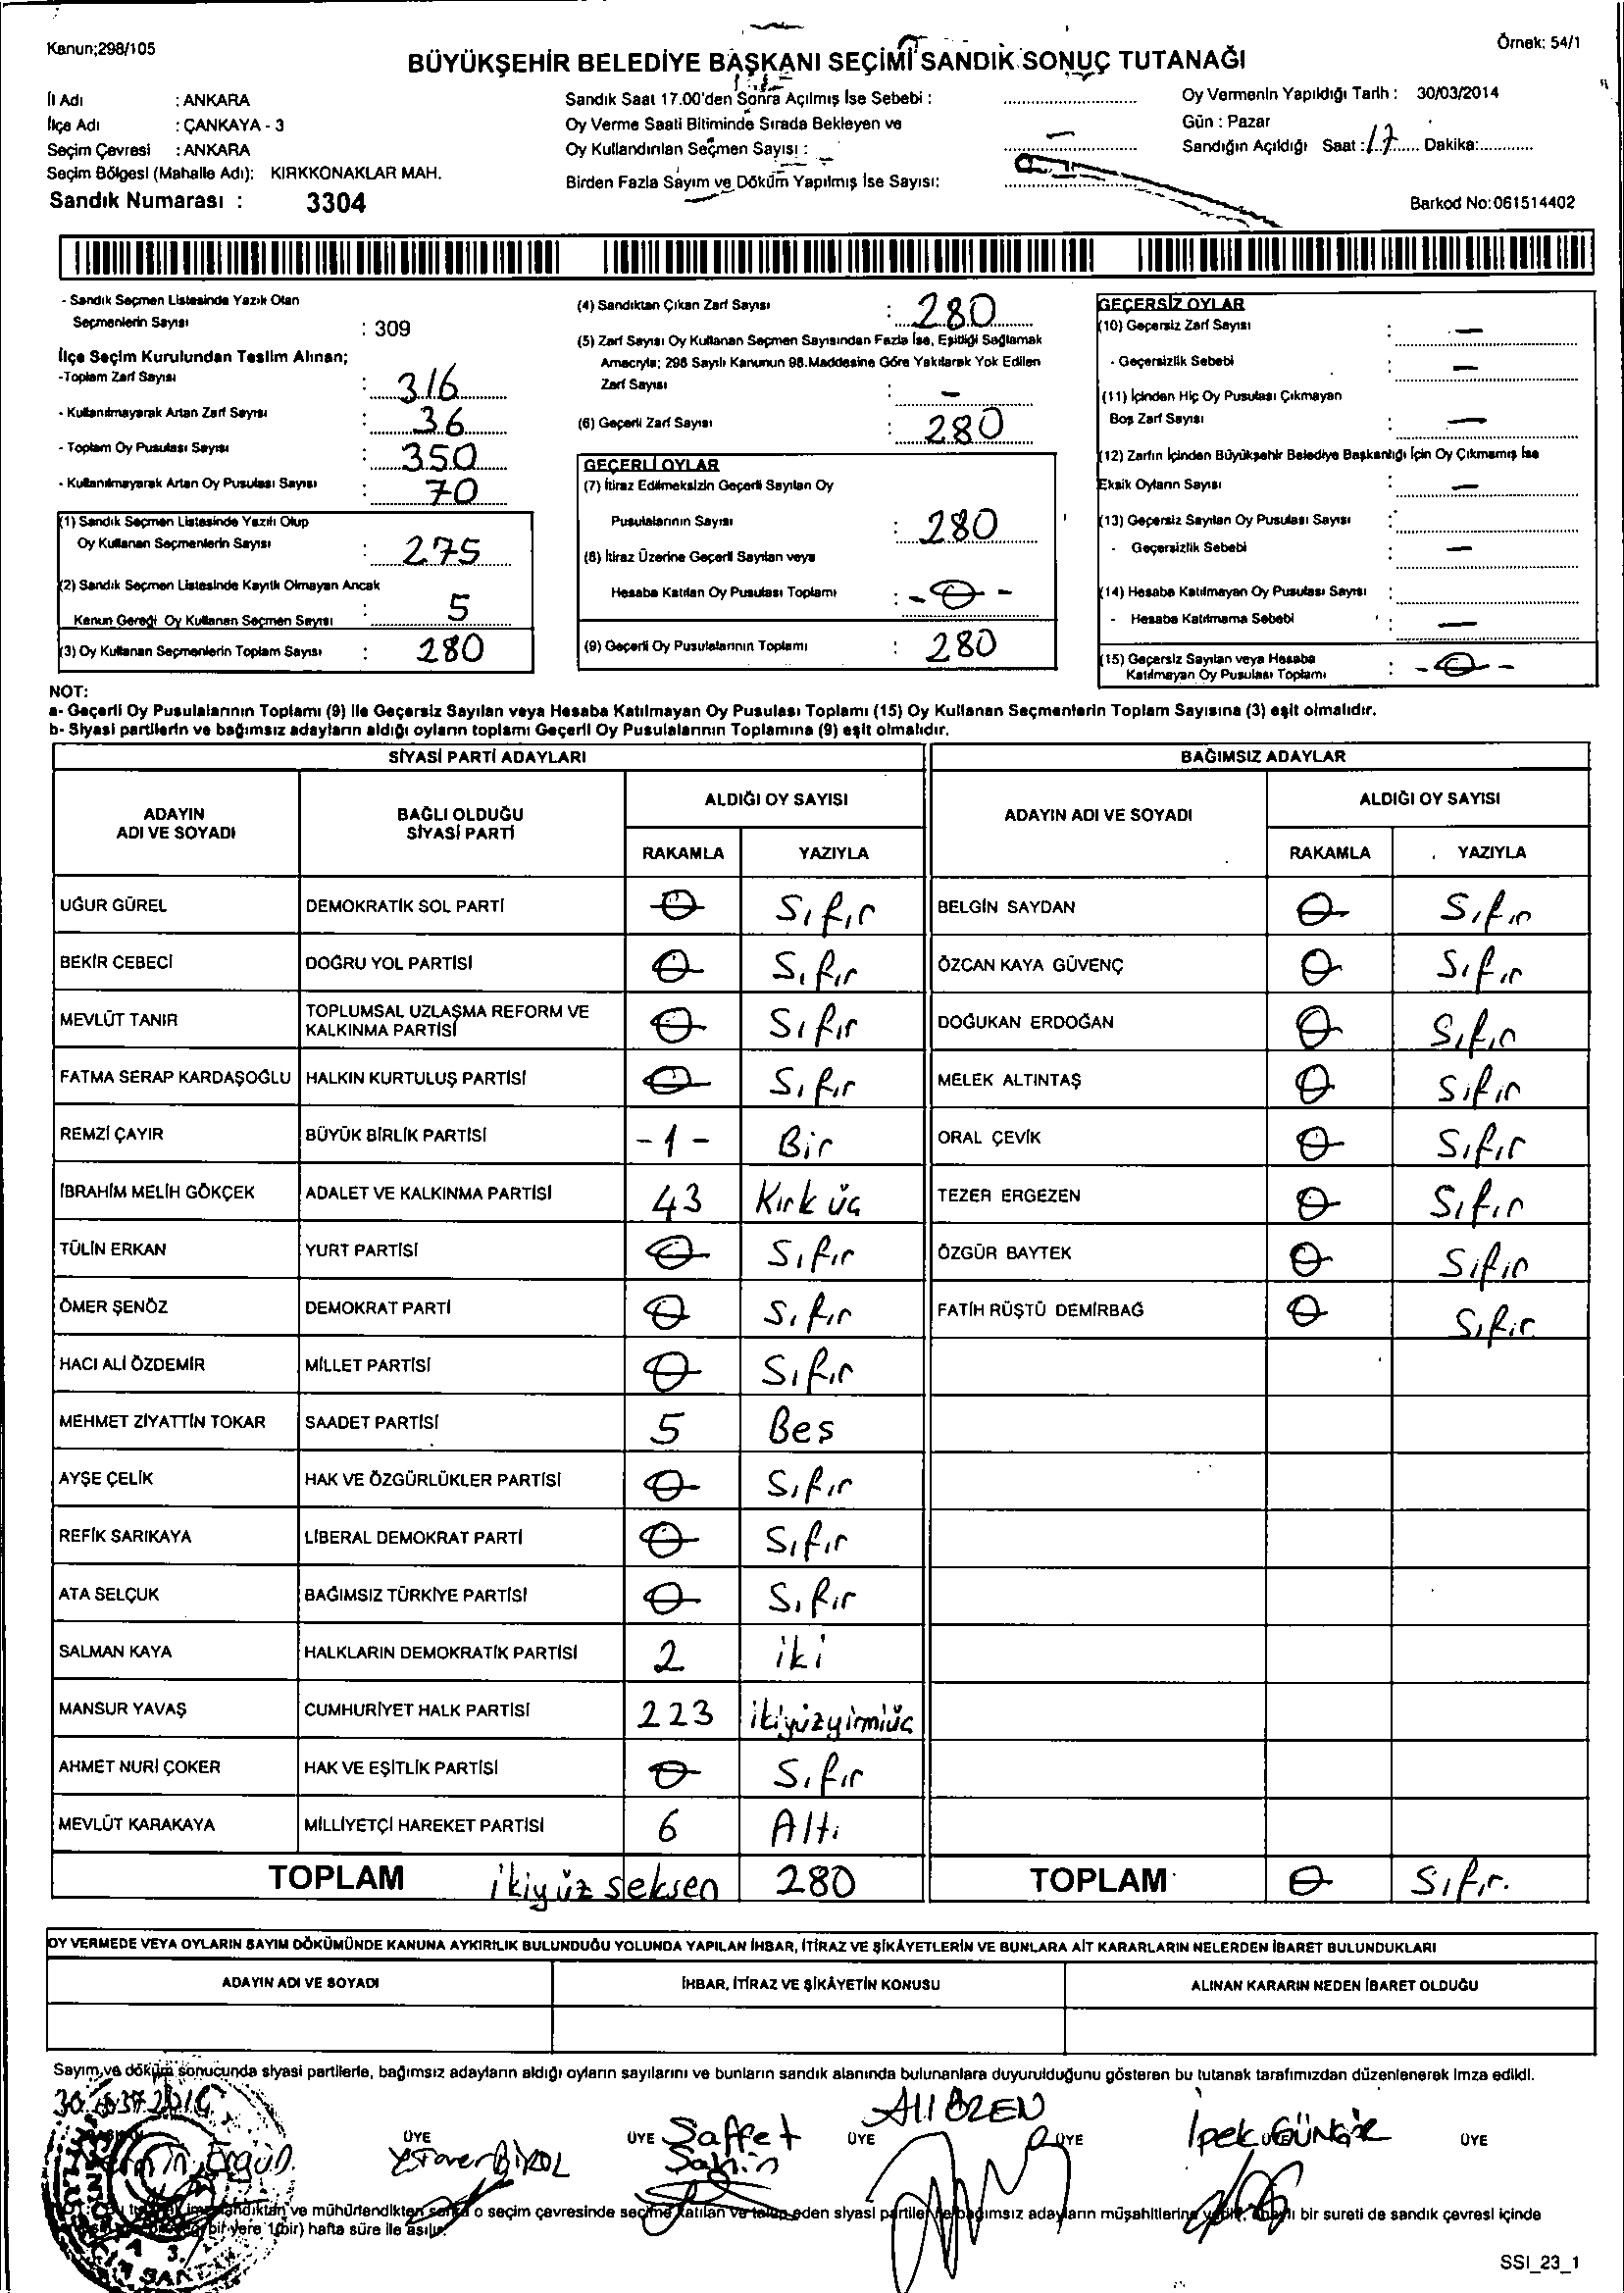 Kanun;298/105
Örnek: 54/1
BÜYÜKŞEHİR BELEDİYE BAŞKANI SEÇİMİ SANDIK SONUÇ TUTANAĞI
İl Adı : ANKARA
İlçe Adı : ÇANKAYA - 3
Seçim Çevresi : ANKARA
Seçim Bölgesi (Mahalle Adı): KIRKKONAKLAR MAH.
Sandık Numarası : 3304
Sandık Saat 17.00'den Sonra Açılmış İse Sebebi :
Oy Verme Saati Bitiminde Sırada Bekleyen ve
Oy Kullandırılan Seçmen Sayısı : —
Birden Fazla Sayım ve Döküm Yapılmış İse Sayısı:
Oy Vermenin Yapıldığı Tarih : 30/03/2014
Gün : Pazar
Sandığın Açıldığı Saat : 17 Dakika:
Barkod No:061514402
- Sandık Seçmen Listesinde Yazılı Olan
Seçmenlerin Sayısı : 309
İlçe Seçim Kurulundan Teslim Alınan;
-Toplam Zarf Sayısı : 316
- Kullanılmayarak Artan Zarf Sayısı : 36
- Toplam Oy Pusulası Sayısı : 350
- Kullanılmayarak Artan Oy Pusulası Sayısı : 70
(1) Sandık Seçmen Listesinde Yazılı Olup
Oy Kullanan Seçmenlerin Sayısı : 275
(2) Sandık Seçmen Listesinde Kayıtlı Olmayan Ancak
Kanun Gereği Oy Kullanan Seçmen Sayısı : 5
(3) Oy Kullanan Seçmenlerin Toplam Sayısı : 280
(4) Sandıktan Çıkan Zarf Sayısı : 280
(5) Zarf Sayısı Oy Kullanan Seçmen Sayısından Fazla İse, Eşitliği Sağlamak
Amacıyla; 298 Sayılı Kanunun 98.Maddesine Göre Yakılarak Yok Edilen
Zarf Sayısı : —
(6) Geçerli Zarf Sayısı : 280
GEÇERLİ OYLAR
(7) İtiraz Edilmeksizin Geçerli Sayılan Oy
Pusulalarının Sayısı : 280
(8) İtiraz Üzerine Geçerli Sayılan veya
Hesaba Katılan Oy Pusulası Toplamı : - 0 -
(9) Geçerli Oy Pusulalarının Toplamı : 280
GEÇERSİZ OYLAR
(10) Geçersiz Zarf Sayısı : —
- Geçersizlik Sebebi : —
(11) İçinden Hiç Oy Pusulası Çıkmayan
Boş Zarf Sayısı : —
(12) Zarfın İçinden Büyükşehir Belediye Başkanlığı İçin Oy Çıkmamış İse
Eksik Oyların Sayısı : —
(13) Geçersiz Sayılan Oy Pusulası Sayısı :
- Geçersizlik Sebebi : —
(14) Hesaba Katılmayan Oy Pusulası Sayısı :
- Hesaba Katılmama Sebebi : —
(15) Geçersiz Sayılan veya Hesaba
Katılmayan Oy Pusulası Toplamı : - 0 -
NOT:
a- Geçerli Oy Pusulalarının Toplamı (9) ile Geçersiz Sayılan veya Hesaba Katılmayan Oy Pusulası Toplamı (15) Oy Kullanan Seçmenlerin Toplam Sayısına (3) eşit olmalıdır.
b- Siyasi partilerin ve bağımsız adayların aldığı oyların toplamı Geçerli Oy Pusulalarının Toplamına (9) eşit olmalıdır.
SİYASİ PARTİ ADAYLARI
ADAYIN ADI VE SOYADI BAĞLI OLDUĞU SİYASİ PARTİ ALDIĞI OY SAYISI
RAKAMLA YAZIYLA
UĞUR GÜREL DEMOKRATİK SOL PARTİ 0 Sıfır
BEKİR CEBECİ DOĞRU YOL PARTİSİ 0 Sıfır
MEVLÜT TANIR TOPLUMSAL UZLAŞMA REFORM VE KALKINMA PARTİSİ 0 Sıfır
FATMA SERAP KARDAŞOĞLU HALKIN KURTULUŞ PARTİSİ 0 Sıfır
REMZİ ÇAYIR BÜYÜK BİRLİK PARTİSİ -1- Bir
İBRAHİM MELİH GÖKÇEK ADALET VE KALKINMA PARTİSİ 43 Kırk üç
TÜLİN ERKAN YURT PARTİSİ 0 Sıfır
ÖMER ŞENÖZ DEMOKRAT PARTİ 0 Sıfır
HACI ALİ ÖZDEMİR MİLLET PARTİSİ 0 Sıfır
MEHMET ZİYATTİN TOKAR SAADET PARTİSİ 5 Bes
AYŞE ÇELİK HAK VE ÖZGÜRLÜKLER PARTİSİ 0 Sıfır
REFİK SARIKAYA LİBERAL DEMOKRAT PARTİ 0 Sıfır
ATA SELÇUK BAĞIMSIZ TÜRKİYE PARTİSİ 0 Sıfır
SALMAN KAYA HALKLARIN DEMOKRATİK PARTİSİ 2 iki
MANSUR YAVAŞ CUMHURİYET HALK PARTİSİ 223 ikiyüzyirmiüç
AHMET NURİ ÇOKER HAK VE EŞİTLİK PARTİSİ 0 Sıfır
MEVLÜT KARAKAYA MİLLİYETÇİ HAREKET PARTİSİ 6 Altı
TOPLAM ikiyüz seksen 280
BAĞIMSIZ ADAYLAR
ADAYIN ADI VE SOYADI ALDIĞI OY SAYISI
RAKAMLA YAZIYLA
BELGİN SAYDAN 0 Sıfır
ÖZCAN KAYA GÜVENÇ 0 Sıfır
DOĞUKAN ERDOĞAN 0 Sıfır
MELEK ALTINTAŞ 0 Sıfır
ORAL ÇEVİK 0 Sıfır
TEZER ERGEZEN 0 Sıfır
ÖZGÜR BAYTEK 0 Sıfır
FATİH RÜŞTÜ DEMİRBAĞ 0 Sıfır
TOPLAM 0 Sıfır.
OY VERMEDE VEYA OYLARIN SAYIM DÖKÜMÜNDE KANUNA AYKIRILIK BULUNDUĞU YOLUNDA YAPILAN İHBAR, İTİRAZ VE ŞİKÂYETLERİN VE BUNLARA AİT KARARLARIN NELERDEN İBARET BULUNDUKLARI
ADAYIN ADI VE SOYADI İHBAR, İTİRAZ VE ŞİKÂYETİN KONUSU ALINAN KARARIN NEDEN İBARET OLDUĞU
Sayım ve döküm sonucunda siyasi partilerle, bağımsız adayların aldığı oyların sayılarını ve bunların sandık alanında bulunanlara duyurulduğunu gösteren bu tutanak tarafımızdan düzenlenerek imza edildi.
ÜYE ÜYE Saffet Şahin ÜYE ALİ ÖZEN ÜYE İpek ÜYE
ve mühürlendikten sonra o seçim çevresinde seçime katılan ve talep eden siyasi partiler bağımsız adayların müşahitlerine bir sureti de sandık çevresi içinde
bir yere 1(bir) hafta süre ile asılır.
SSI_23_1